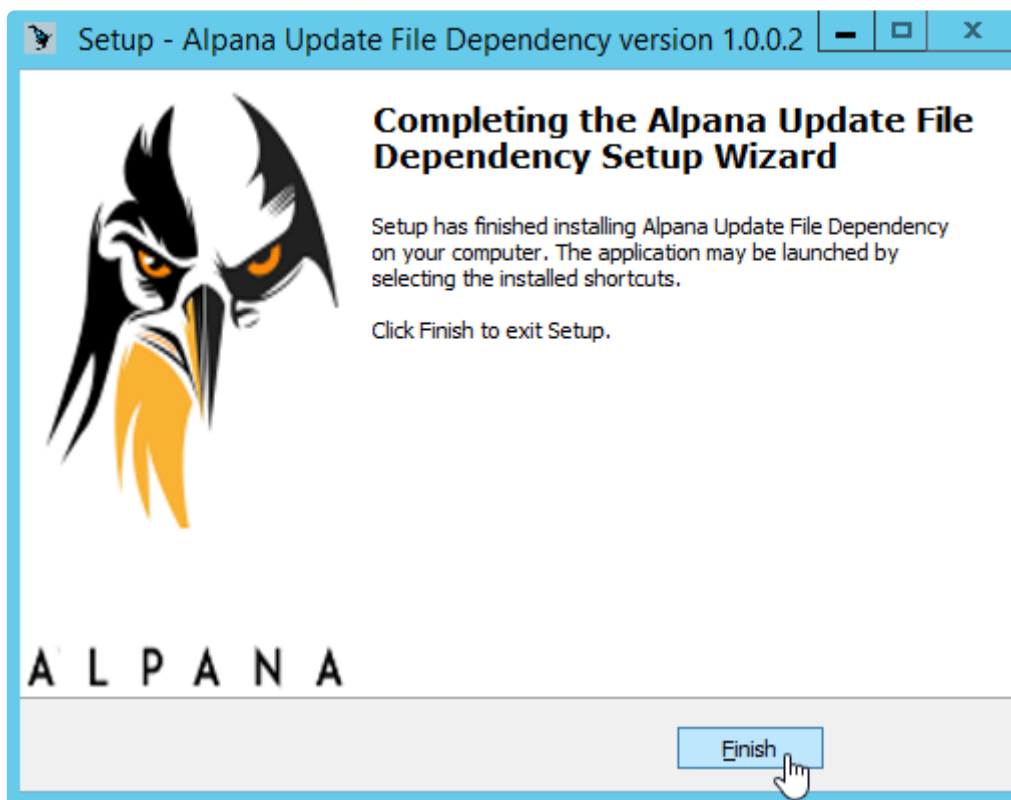 Setup - Alpana Update File Dependency version 1.0.0.2
Completing the Alpana Update File
Dependency Setup Wizard
Setup has finished installing Alpana Update File Dependency
on your computer. The application may be launched by
selecting the installed shortcuts.
Click Finish to exit Setup.
ALPANA
Finish